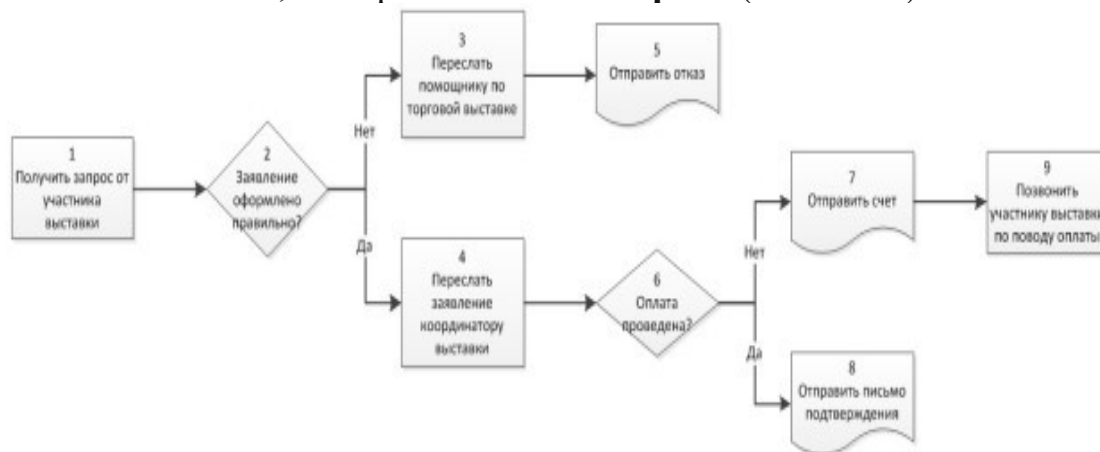 3
Переслать
помощнику по
торговой выставке
5
Отправить отказ
Нет
1
Получить запрос от
участника
выставки
2
Заявление
оформлено
правильно?
Да
4
Переслать
заявление
координатору
выставки
6
Оплата
проведена?
Нет
7
Отправить счет
9
Позвонить
участнику выставки
по поводу оплаты
Да
8
Отправить письмо
подтверждения